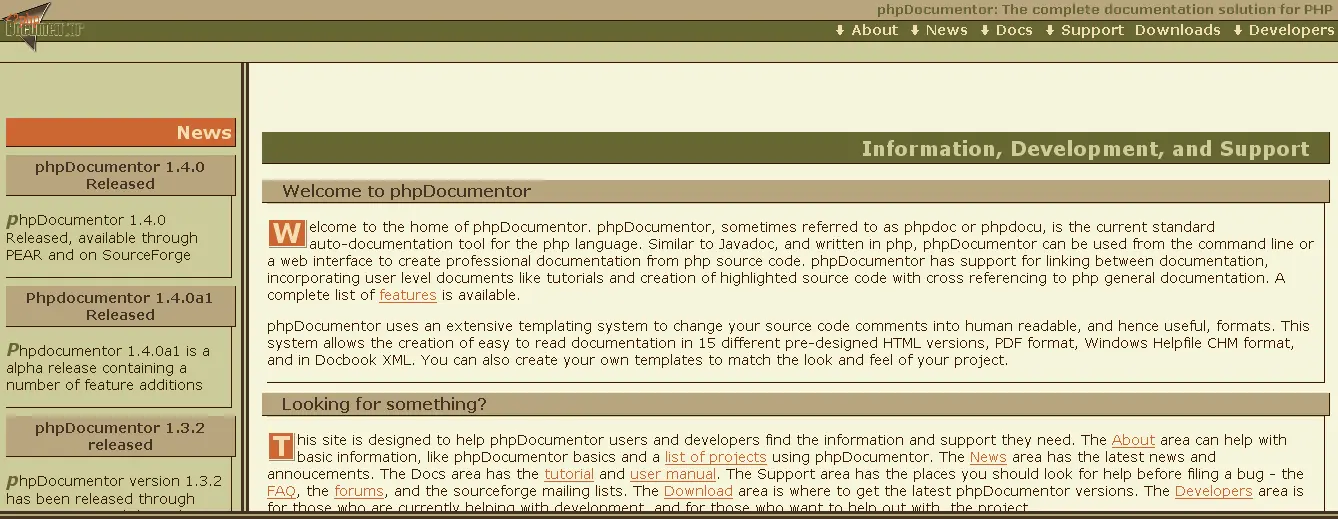 phpDocumentor: The complete documentation solution for PHP
php
Documentor
About News Docs Support Downloads Developers
News
phpDocumentor 1.4.0
Released
phpDocumentor 1.4.0
Released, available through
PEAR and on SourceForge
Phpdocumentor 1.4.0a1
Released
Phpdocumentor 1.4.0a1 is a
alpha release containing a
number of feature additions
phpDocumentor 1.3.2
released
phpDocumentor version 1.3.2
has been released through
Information, Development, and Support
Welcome to phpDocumentor
Welcome to the home of phpDocumentor. phpDocumentor, sometimes referred to as phpdoc or phpdocu, is the current standard
auto-documentation tool for the php language. Similar to Javadoc, and written in php, phpDocumentor can be used from the command line or
a web interface to create professional documentation from php source code. phpDocumentor has support for linking between documentation,
incorporating user level documents like tutorials and creation of highlighted source code with cross referencing to php general documentation. A
complete list of features is available.
phpDocumentor uses an extensive templating system to change your source code comments into human readable, and hence useful, formats. This
system allows the creation of easy to read documentation in 15 different pre-designed HTML versions, PDF format, Windows Helpfile CHM format,
and in Docbook XML. You can also create your own templates to match the look and feel of your project.
Looking for something?
This site is designed to help phpDocumentor users and developers find the information and support they need. The About area can help with
basic information, like phpDocumentor basics and a list of projects using phpDocumentor. The News area has the latest news and
annoucements. The Docs area has the tutorial and user manual. The Support area has the places you should look for help before filing a bug - the
FAQ, the forums, and the sourceforge mailing lists. The Download area is where to get the latest phpDocumentor versions. The Developers area is
for those who are currently helping with development, and for those who want to help out with the project.